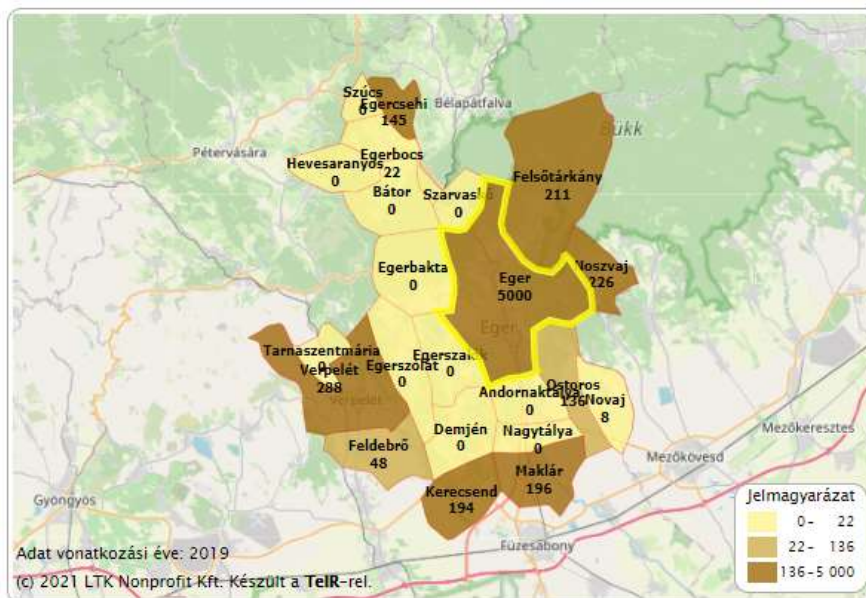 Szúcs
0
Egercsehi
145
Bélapátfalva
Bükk
Pétervására
Egerbocs
22
Hevesaranyos
0
Felsőtárkány
211
Bátor
0
Szarvaskő
0
Egerbakta
0
Eger
5000
Noszvaj
226
Eger
Tarnaszentmária
0
Verpelét
288
Verpelét
Egerszólát
0
Egerszalók
0
Andornaktálya
0
Ostoros
136
Novaj
8
Demjén
0
Nagytálya
0
Feldebrő
48
Mezőkeresztes
Mezőkövesd
Maklár
196
Kerecsend
194
Gyöngyös
Füzesabony
Jelmagyarázat
0- 22
22- 136
136-5 000
Adat vonatkozási éve: 2019
(c) 2021 LTK Nonprofit Kft. Készült a TeIR-rel.